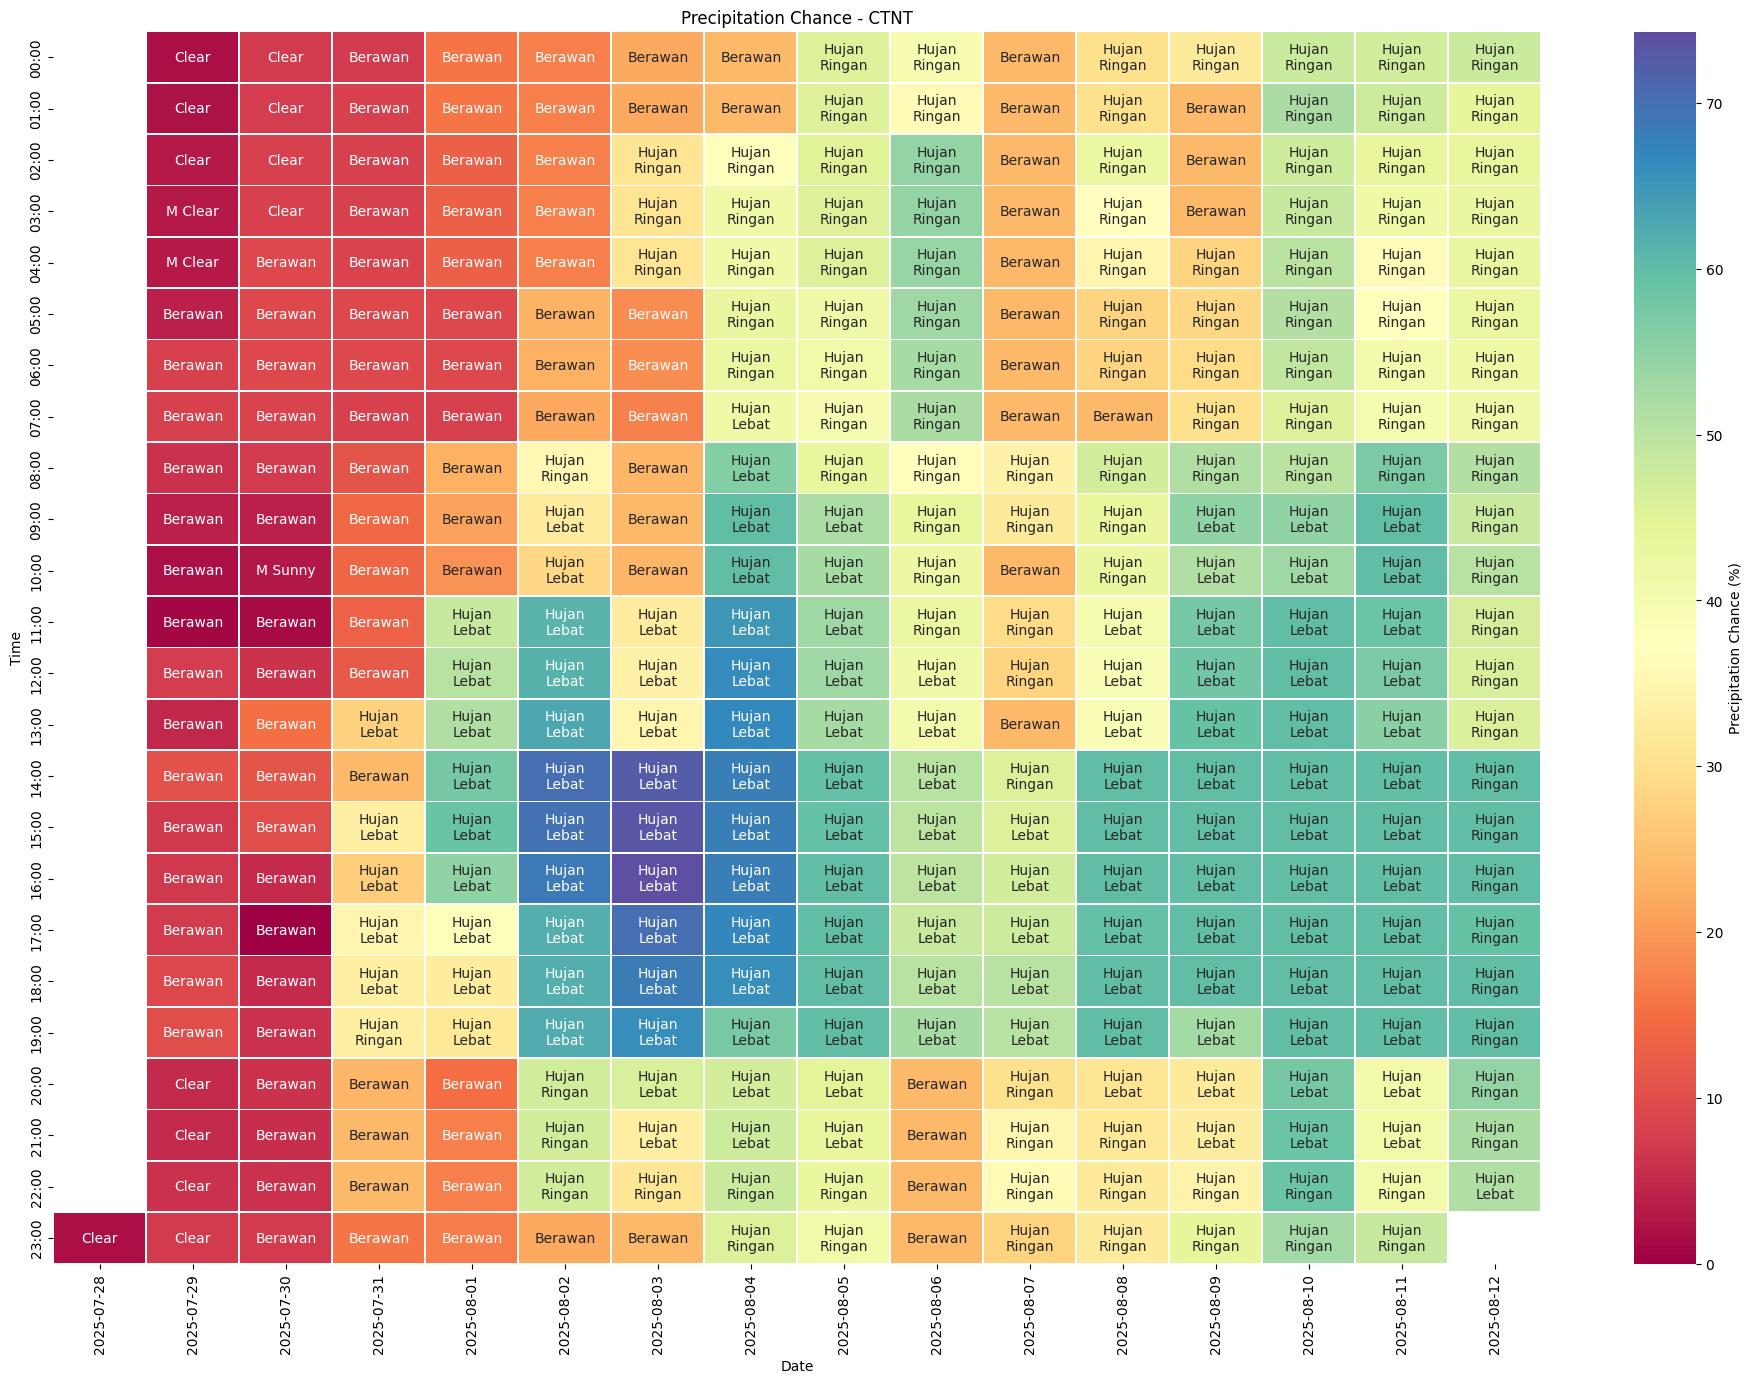 Precipitation Chance - CTNT
00:00 Clear Clear Berawan Berawan Berawan Berawan Berawan Hujan Ringan Hujan Ringan Berawan Hujan Ringan Hujan Ringan Hujan Ringan Hujan Ringan Hujan Ringan
01:00 Clear Clear Berawan Berawan Berawan Berawan Berawan Hujan Ringan Hujan Ringan Berawan Hujan Ringan Berawan Hujan Ringan Hujan Ringan Hujan Ringan
02:00 Clear Clear Berawan Berawan Berawan Hujan Ringan Hujan Ringan Hujan Ringan Hujan Ringan Berawan Hujan Ringan Berawan Hujan Ringan Hujan Ringan Hujan Ringan
03:00 M Clear Clear Berawan Berawan Berawan Hujan Ringan Hujan Ringan Hujan Ringan Hujan Ringan Berawan Hujan Ringan Berawan Hujan Ringan Hujan Ringan Hujan Ringan
04:00 M Clear Berawan Berawan Berawan Berawan Hujan Ringan Hujan Ringan Hujan Ringan Hujan Ringan Berawan Hujan Ringan Hujan Ringan Hujan Ringan Hujan Ringan Hujan Ringan
05:00 Berawan Berawan Berawan Berawan Berawan Berawan Hujan Ringan Hujan Ringan Hujan Ringan Berawan Hujan Ringan Hujan Ringan Hujan Ringan Hujan Ringan Hujan Ringan
06:00 Berawan Berawan Berawan Berawan Berawan Berawan Hujan Ringan Hujan Ringan Hujan Ringan Berawan Hujan Ringan Hujan Ringan Hujan Ringan Hujan Ringan Hujan Ringan
07:00 Berawan Berawan Berawan Berawan Berawan Berawan Hujan Lebat Hujan Ringan Hujan Ringan Berawan Berawan Hujan Ringan Hujan Ringan Hujan Ringan Hujan Ringan
08:00 Berawan Berawan Berawan Berawan Hujan Ringan Berawan Hujan Lebat Hujan Ringan Hujan Ringan Hujan Ringan Hujan Ringan Hujan Ringan Hujan Ringan Hujan Ringan Hujan Ringan
09:00 Berawan Berawan Berawan Berawan Hujan Lebat Berawan Hujan Lebat Hujan Lebat Hujan Ringan Hujan Ringan Hujan Ringan Hujan Lebat Hujan Lebat Hujan Lebat Hujan Ringan
10:00 Berawan M Sunny Berawan Berawan Hujan Lebat Berawan Hujan Lebat Hujan Lebat Hujan Ringan Berawan Hujan Ringan Hujan Lebat Hujan Lebat Hujan Lebat Hujan Ringan
11:00 Berawan Berawan Berawan Hujan Lebat Hujan Lebat Hujan Lebat Hujan Lebat Hujan Lebat Hujan Ringan Hujan Ringan Hujan Lebat Hujan Lebat Hujan Lebat Hujan Lebat Hujan Ringan
12:00 Berawan Berawan Berawan Hujan Lebat Hujan Lebat Hujan Lebat Hujan Lebat Hujan Lebat Hujan Lebat Hujan Ringan Hujan Lebat Hujan Lebat Hujan Lebat Hujan Lebat Hujan Ringan
13:00 Berawan Berawan Hujan Lebat Hujan Lebat Hujan Lebat Hujan Lebat Hujan Lebat Hujan Lebat Hujan Lebat Berawan Hujan Lebat Hujan Lebat Hujan Lebat Hujan Lebat Hujan Ringan
14:00 Berawan Berawan Berawan Hujan Lebat Hujan Lebat Hujan Lebat Hujan Lebat Hujan Lebat Hujan Lebat Hujan Ringan Hujan Lebat Hujan Lebat Hujan Lebat Hujan Lebat Hujan Ringan
15:00 Berawan Berawan Hujan Lebat Hujan Lebat Hujan Lebat Hujan Lebat Hujan Lebat Hujan Lebat Hujan Lebat Hujan Lebat Hujan Lebat Hujan Lebat Hujan Lebat Hujan Lebat Hujan Ringan
16:00 Berawan Berawan Hujan Lebat Hujan Lebat Hujan Lebat Hujan Lebat Hujan Lebat Hujan Lebat Hujan Lebat Hujan Lebat Hujan Lebat Hujan Lebat Hujan Lebat Hujan Lebat Hujan Ringan
17:00 Berawan Berawan Hujan Lebat Hujan Lebat Hujan Lebat Hujan Lebat Hujan Lebat Hujan Lebat Hujan Lebat Hujan Lebat Hujan Lebat Hujan Lebat Hujan Lebat Hujan Lebat Hujan Ringan
18:00 Berawan Berawan Hujan Lebat Hujan Lebat Hujan Lebat Hujan Lebat Hujan Lebat Hujan Lebat Hujan Lebat Hujan Lebat Hujan Lebat Hujan Lebat Hujan Lebat Hujan Lebat Hujan Ringan
19:00 Berawan Berawan Hujan Ringan Hujan Lebat Hujan Lebat Hujan Lebat Hujan Lebat Hujan Lebat Hujan Lebat Hujan Lebat Hujan Lebat Hujan Lebat Hujan Lebat Hujan Lebat Hujan Ringan
20:00 Clear Berawan Berawan Berawan Hujan Ringan Hujan Lebat Hujan Lebat Hujan Lebat Berawan Hujan Ringan Hujan Lebat Hujan Lebat Hujan Lebat Hujan Lebat Hujan Ringan
21:00 Clear Berawan Berawan Berawan Hujan Ringan Hujan Lebat Hujan Lebat Hujan Lebat Berawan Hujan Ringan Hujan Ringan Hujan Lebat Hujan Lebat Hujan Lebat Hujan Ringan
22:00 Clear Berawan Berawan Berawan Hujan Ringan Hujan Ringan Hujan Ringan Hujan Ringan Berawan Hujan Ringan Hujan Ringan Hujan Ringan Hujan Ringan Hujan Ringan Hujan Lebat
23:00 Clear Clear Berawan Berawan Berawan Berawan Berawan Hujan Ringan Hujan Ringan Berawan Hujan Ringan Hujan Ringan Hujan Ringan Hujan Ringan Hujan Ringan
Time
2025-07-28 2025-07-29 2025-07-30 2025-07-31 2025-08-01 2025-08-02 2025-08-03 2025-08-04 2025-08-05 2025-08-06 2025-08-07 2025-08-08 2025-08-09 2025-08-10 2025-08-11 2025-08-12
Date
70
60
50
40
30
20
10
0
Precipitation Chance (%)